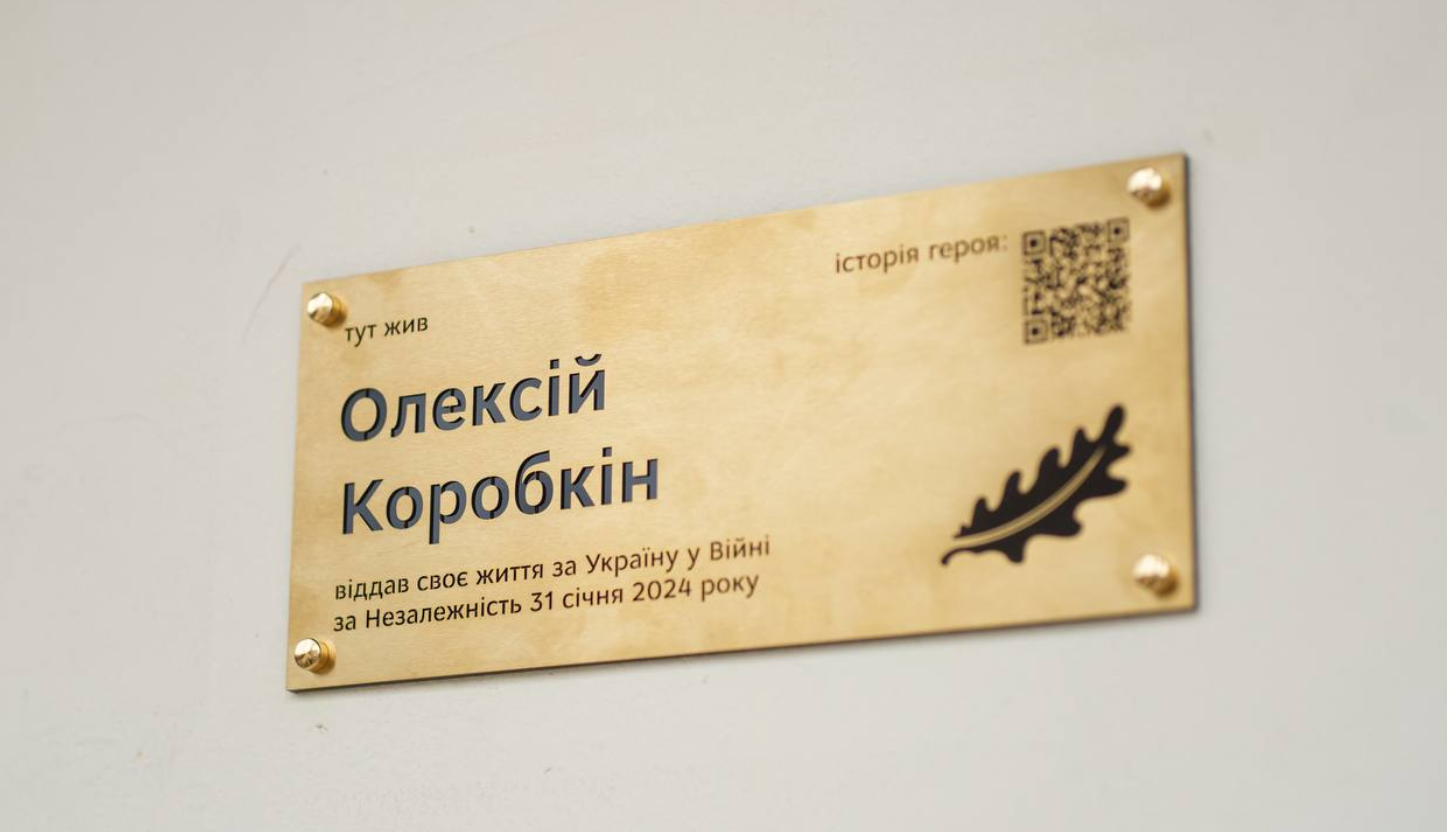 тут жив
історія героя:
Олексій
Коробкін
віддав своє життя за Україну у Війні
за Незалежність 31 січня 2024 року